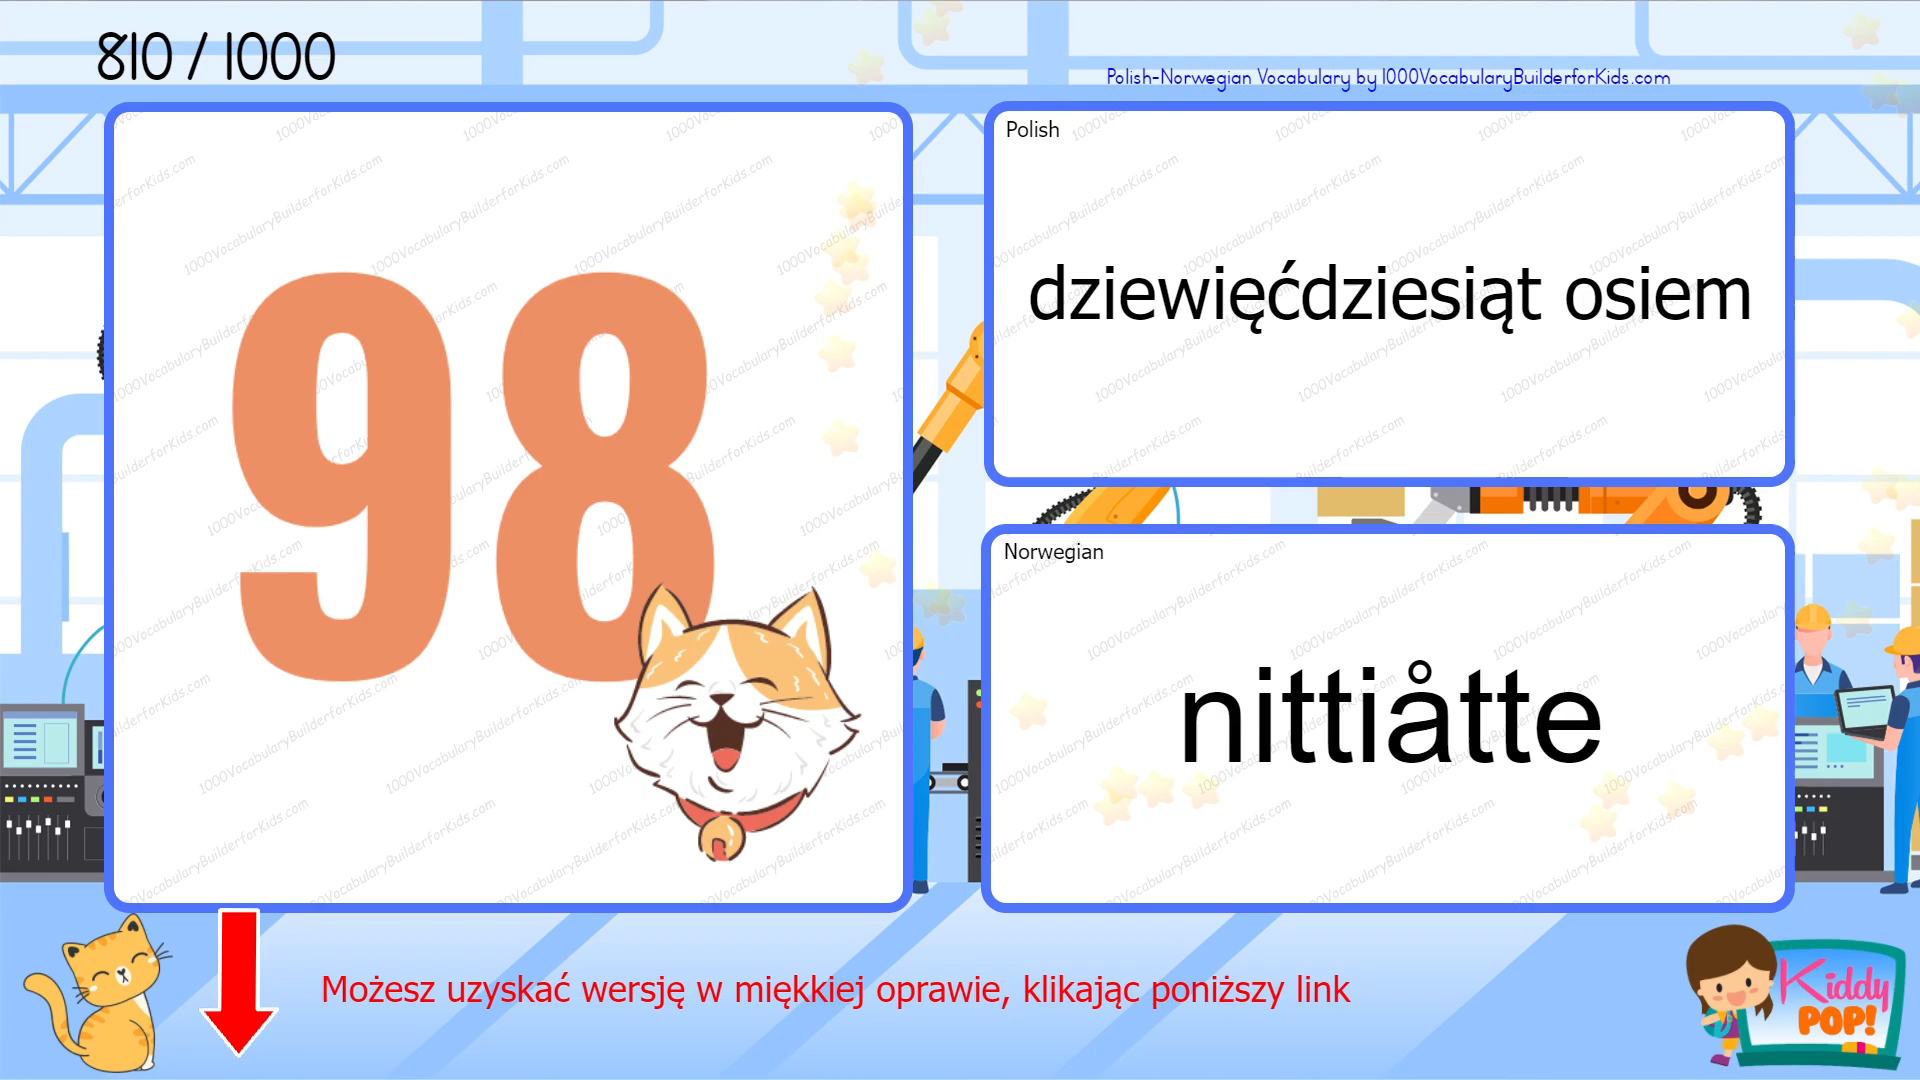 810 / 1000
Polish-Norwegian Vocabulary by 1000VocabularyBuilderforKids.com
98
Polish
dziewięćdziesiąt osiem
Norwegian
nittiåtte
Możesz uzyskać wersję w miękkiej oprawie, klikając poniższy link
Kiddy
POP!